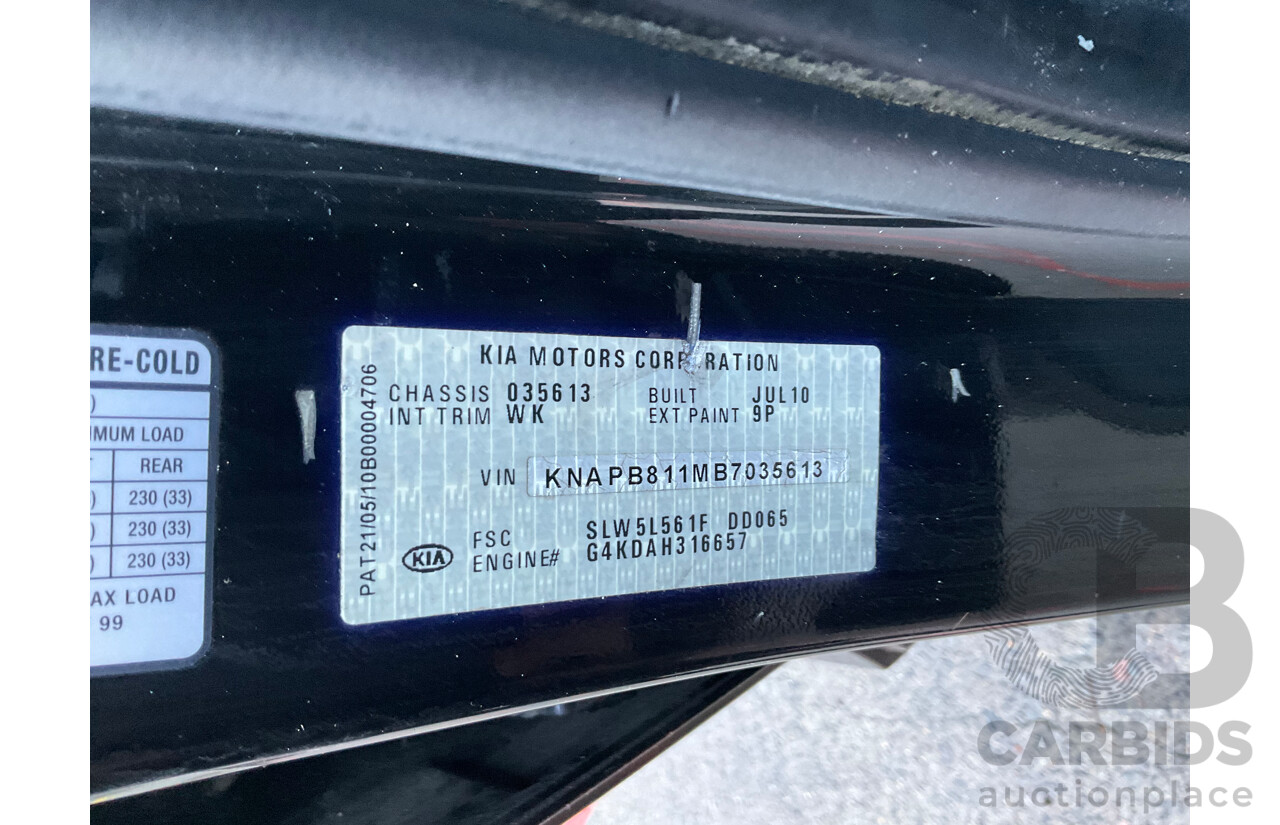 RE-COLD
MUM LOAD
REAR
230 (33)
230 (33)
230 (33)
AX LOAD
99
PAT21/05/10B00004706
KIA MOTORS CORPORATION
CHASSIS 035613 BUILT JUL10
INT TRIM WK EXT PAINT 9P
VIN KNAPB811MB7035613
FSC SLW5L561F DD065
KIA ENGINE# G4KDAH316657
B
CARBIDS
auctionplace